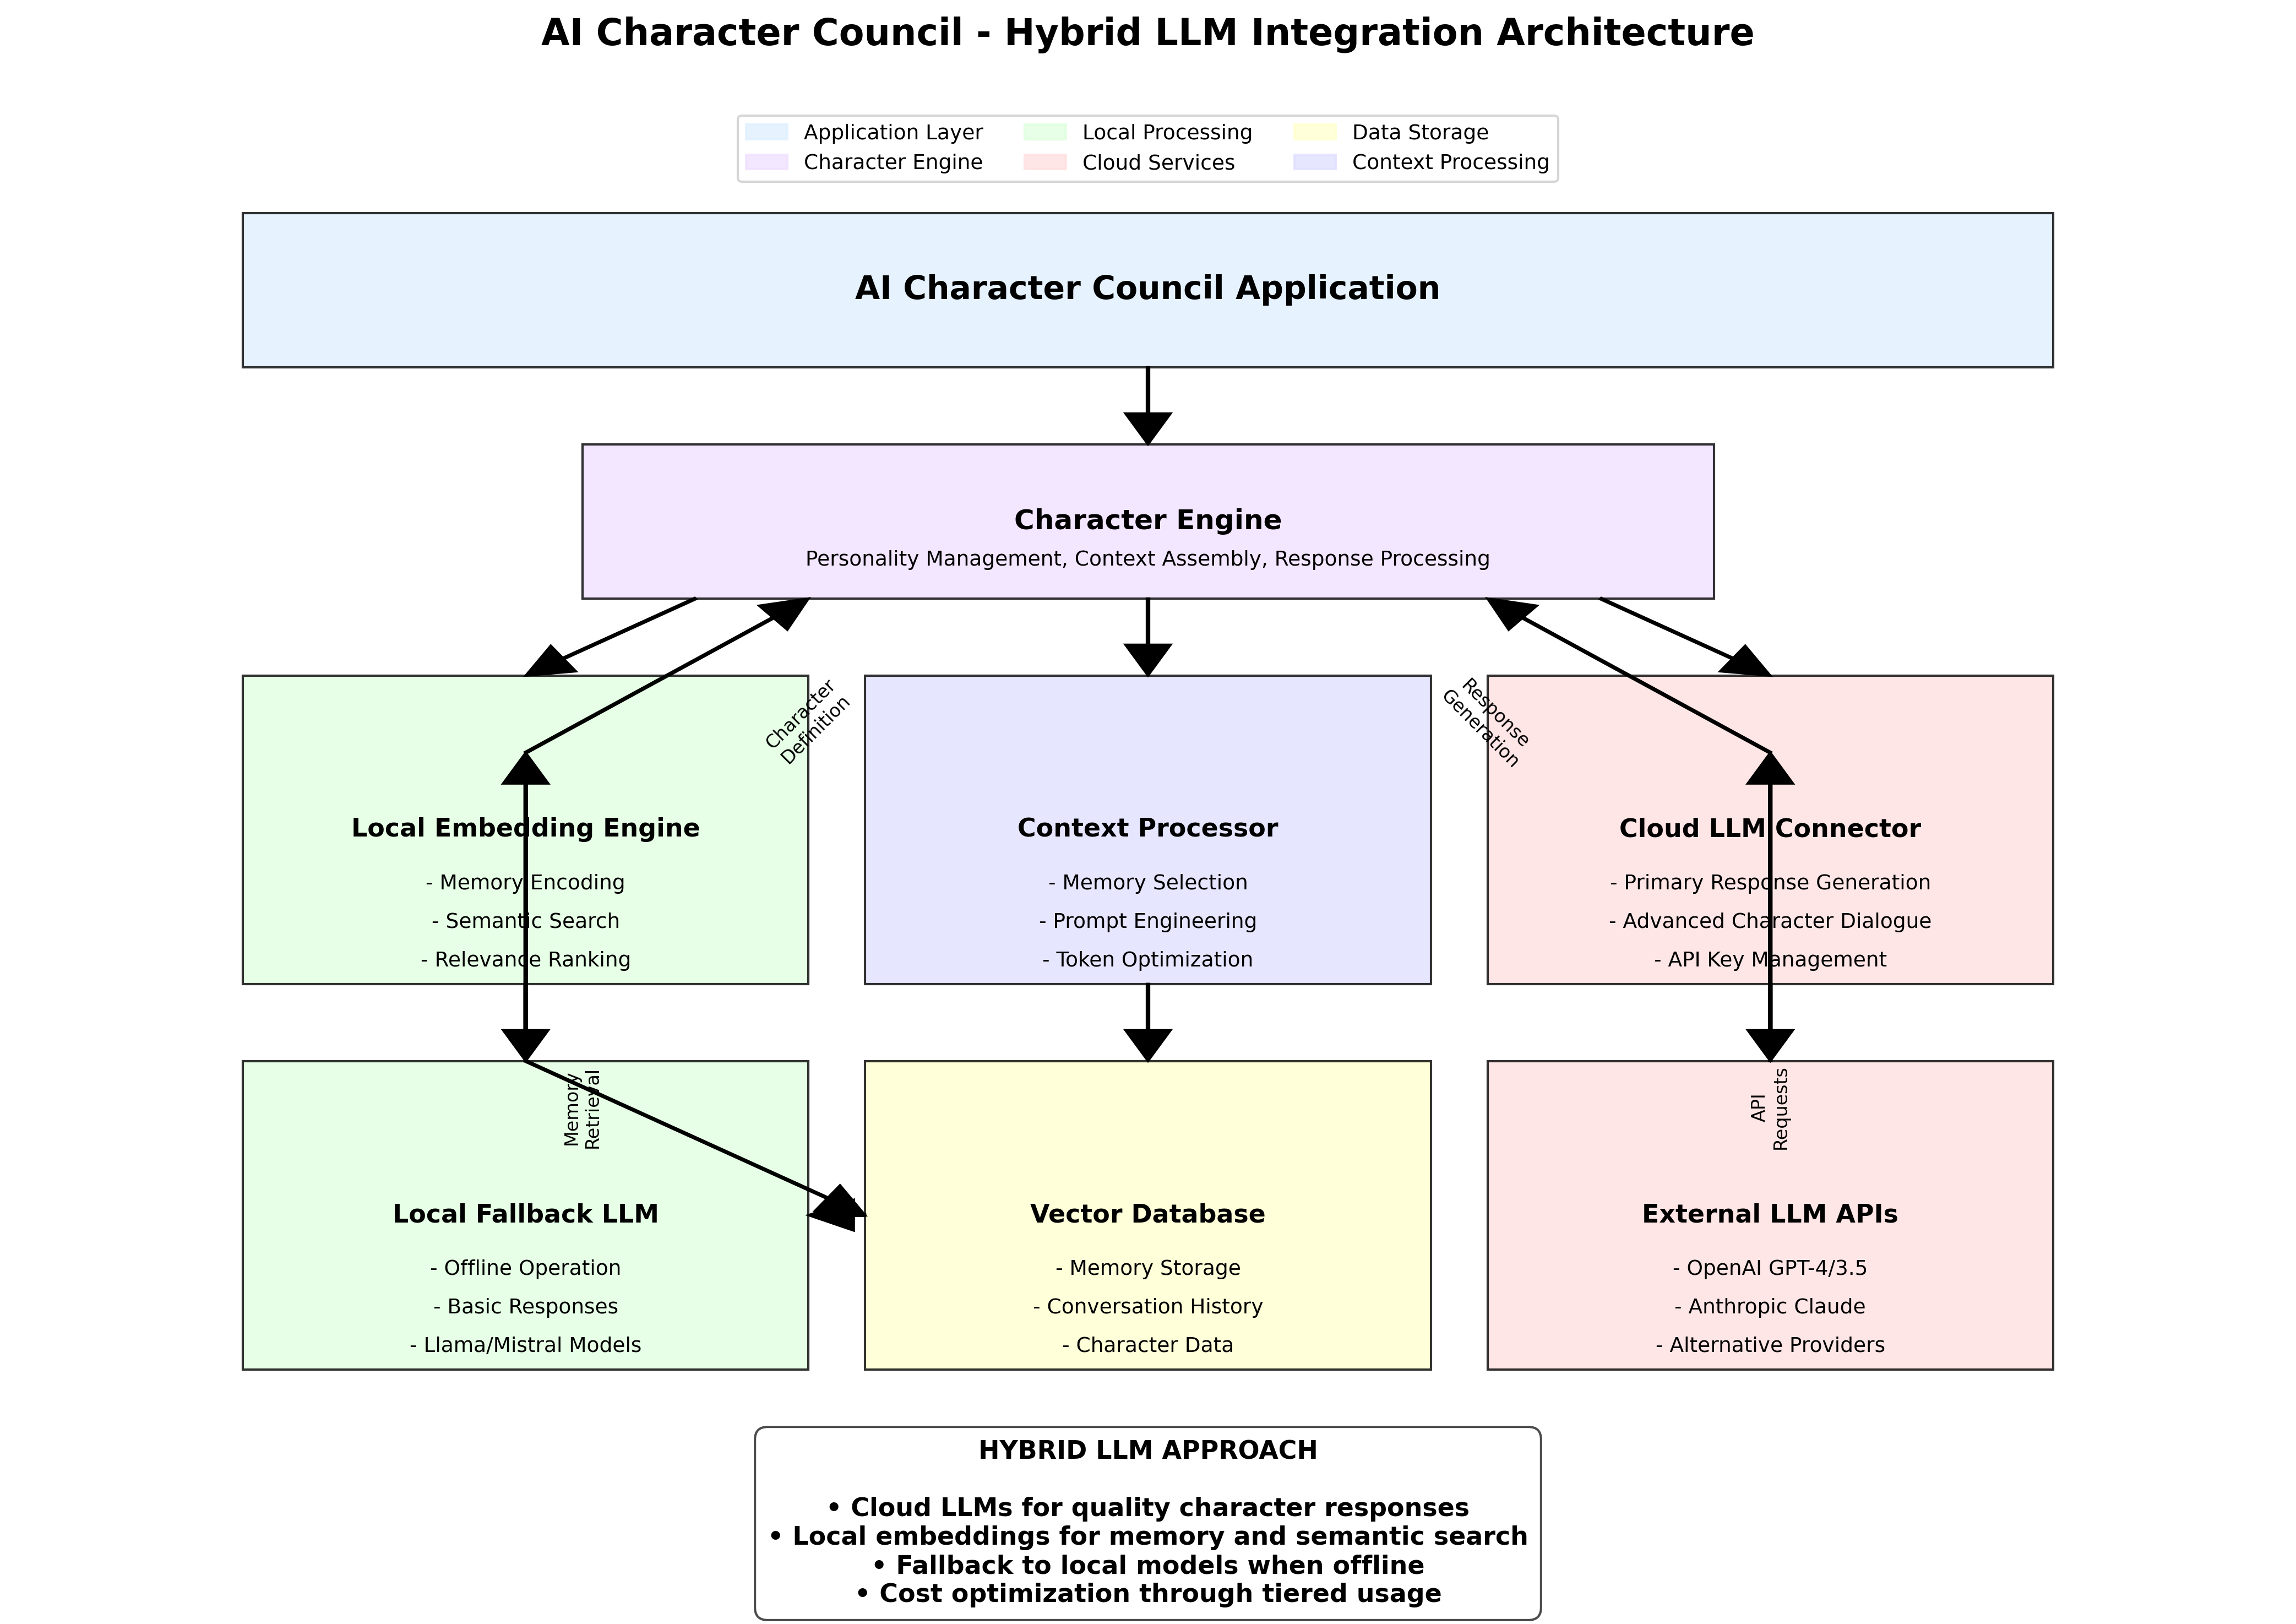 AI Character Council - Hybrid LLM Integration Architecture
Application Layer
Character Engine
Local Processing
Cloud Services
Data Storage
Context Processing
AI Character Council Application
Character Engine
Personality Management, Context Assembly, Response Processing
Character
Definition
Response
Generation
Local Embedding Engine
- Memory Encoding
- Semantic Search
- Relevance Ranking
Context Processor
- Memory Selection
- Prompt Engineering
- Token Optimization
Cloud LLM Connector
- Primary Response Generation
- Advanced Character Dialogue
- API Key Management
Memory
Retrieval
API
Requests
Local Fallback LLM
- Offline Operation
- Basic Responses
- Llama/Mistral Models
Vector Database
- Memory Storage
- Conversation History
- Character Data
External LLM APIs
- OpenAI GPT-4/3.5
- Anthropic Claude
- Alternative Providers
HYBRID LLM APPROACH
• Cloud LLMs for quality character responses
• Local embeddings for memory and semantic search
• Fallback to local models when offline
• Cost optimization through tiered usage